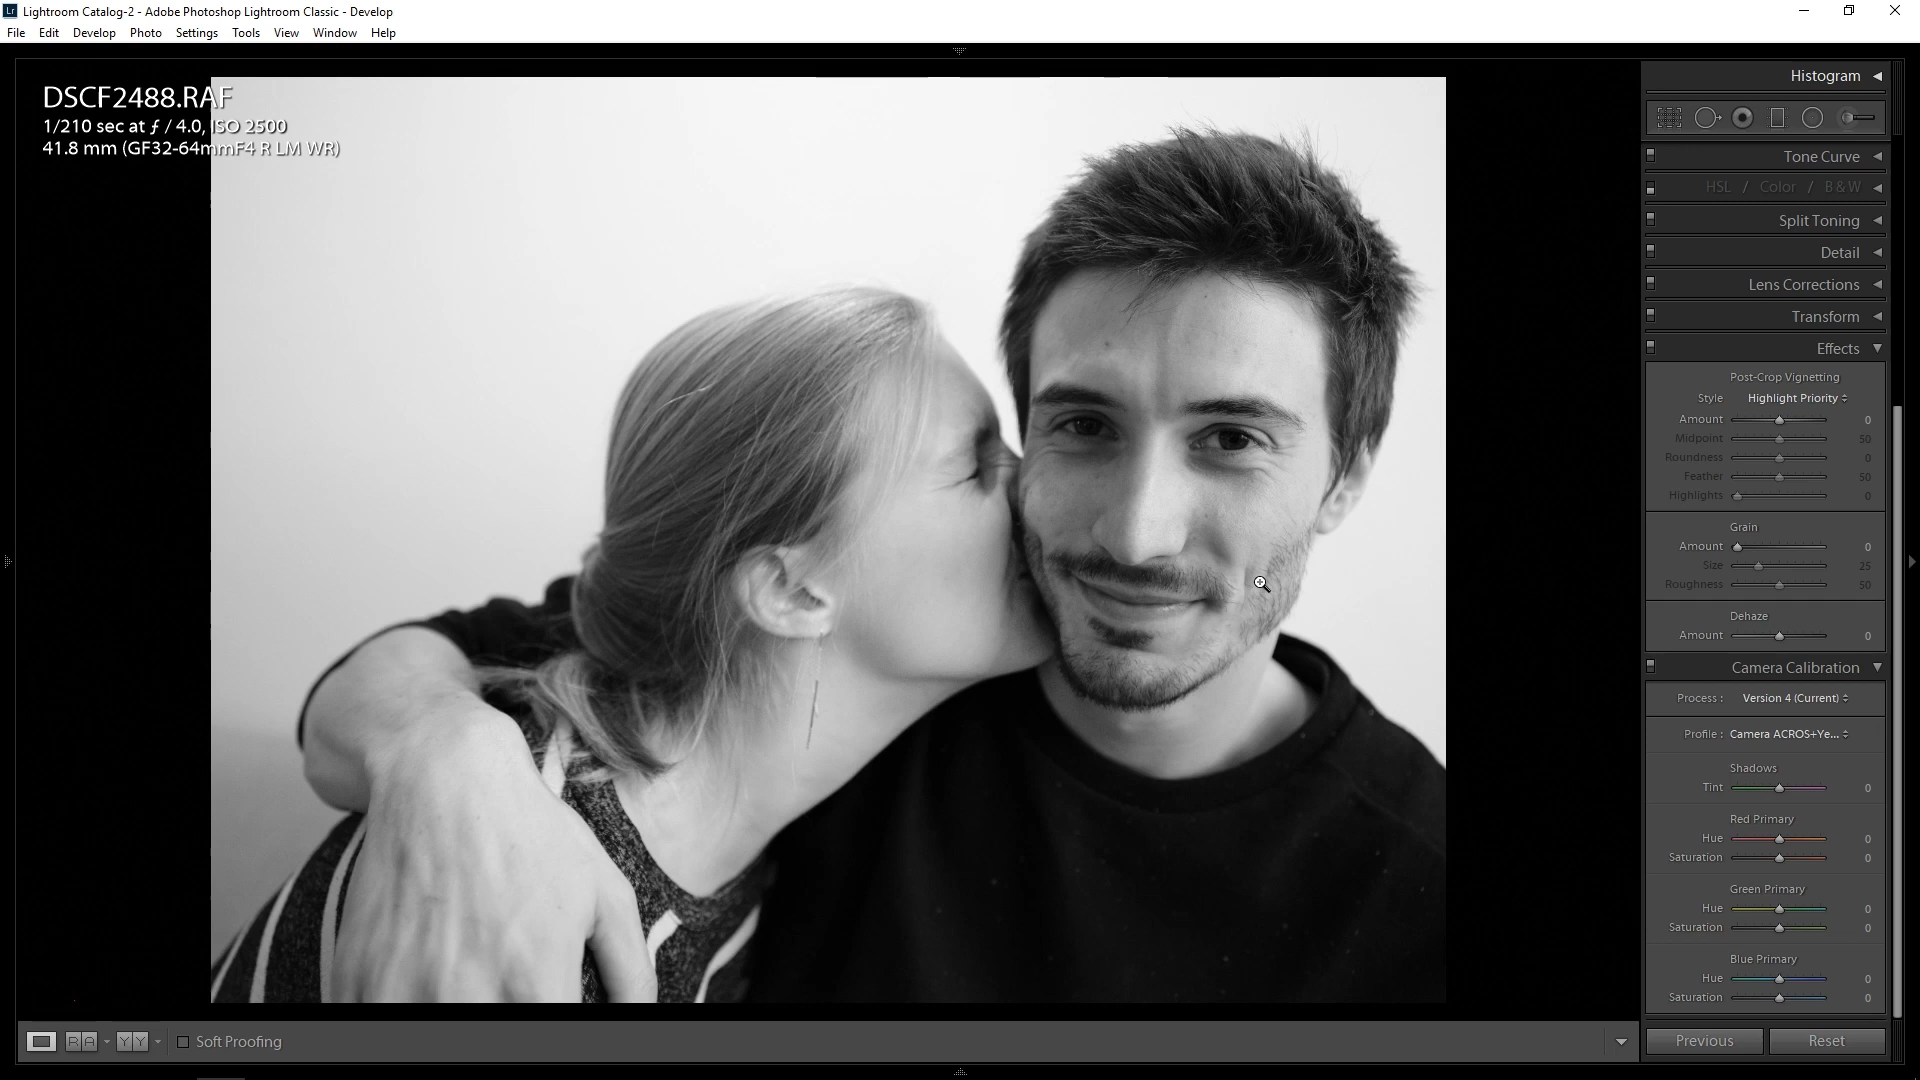 Lr Lightroom Catalog-2 - Adobe Photoshop Lightroom Classic - Develop
File Edit Develop Photo Settings Tools View Window Help
DSCF2488.RAF
1/210 sec at ƒ / 4.0, ISO 2500
41.8 mm (GF32-64mmF4 R LM WR)
Histogram
Tone Curve
HSL / Color / B & W
Split Toning
Detail
Lens Corrections
Transform
Effects
Post-Crop Vignetting
Style Highlight Priority
Amount 0
Midpoint 50
Roundness 0
Feather 50
Highlights 0
Grain
Amount 0
Size 25
Roughness 50
Dehaze
Amount 0
Camera Calibration
Process : Version 4 (Current)
Profile : Camera ACROS+Ye...
Shadows
Tint 0
Red Primary
Hue 0
Saturation 0
Green Primary
Hue 0
Saturation 0
Blue Primary
Hue 0
Saturation 0
R A Y Y Soft Proofing
Previous Reset